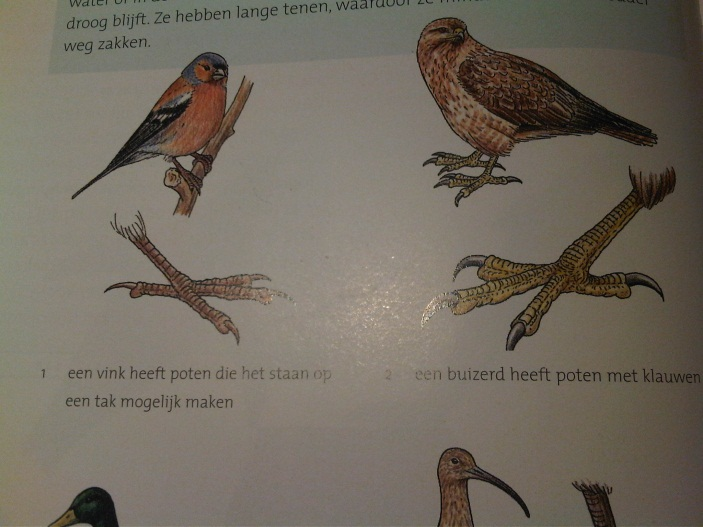 droog blijft. Ze hebben lange tenen, waardoor ze
weg zakken.
1 een vink heeft poten die het staan op
een tak mogelijk maken
2 een buizerd heeft poten met klauwen